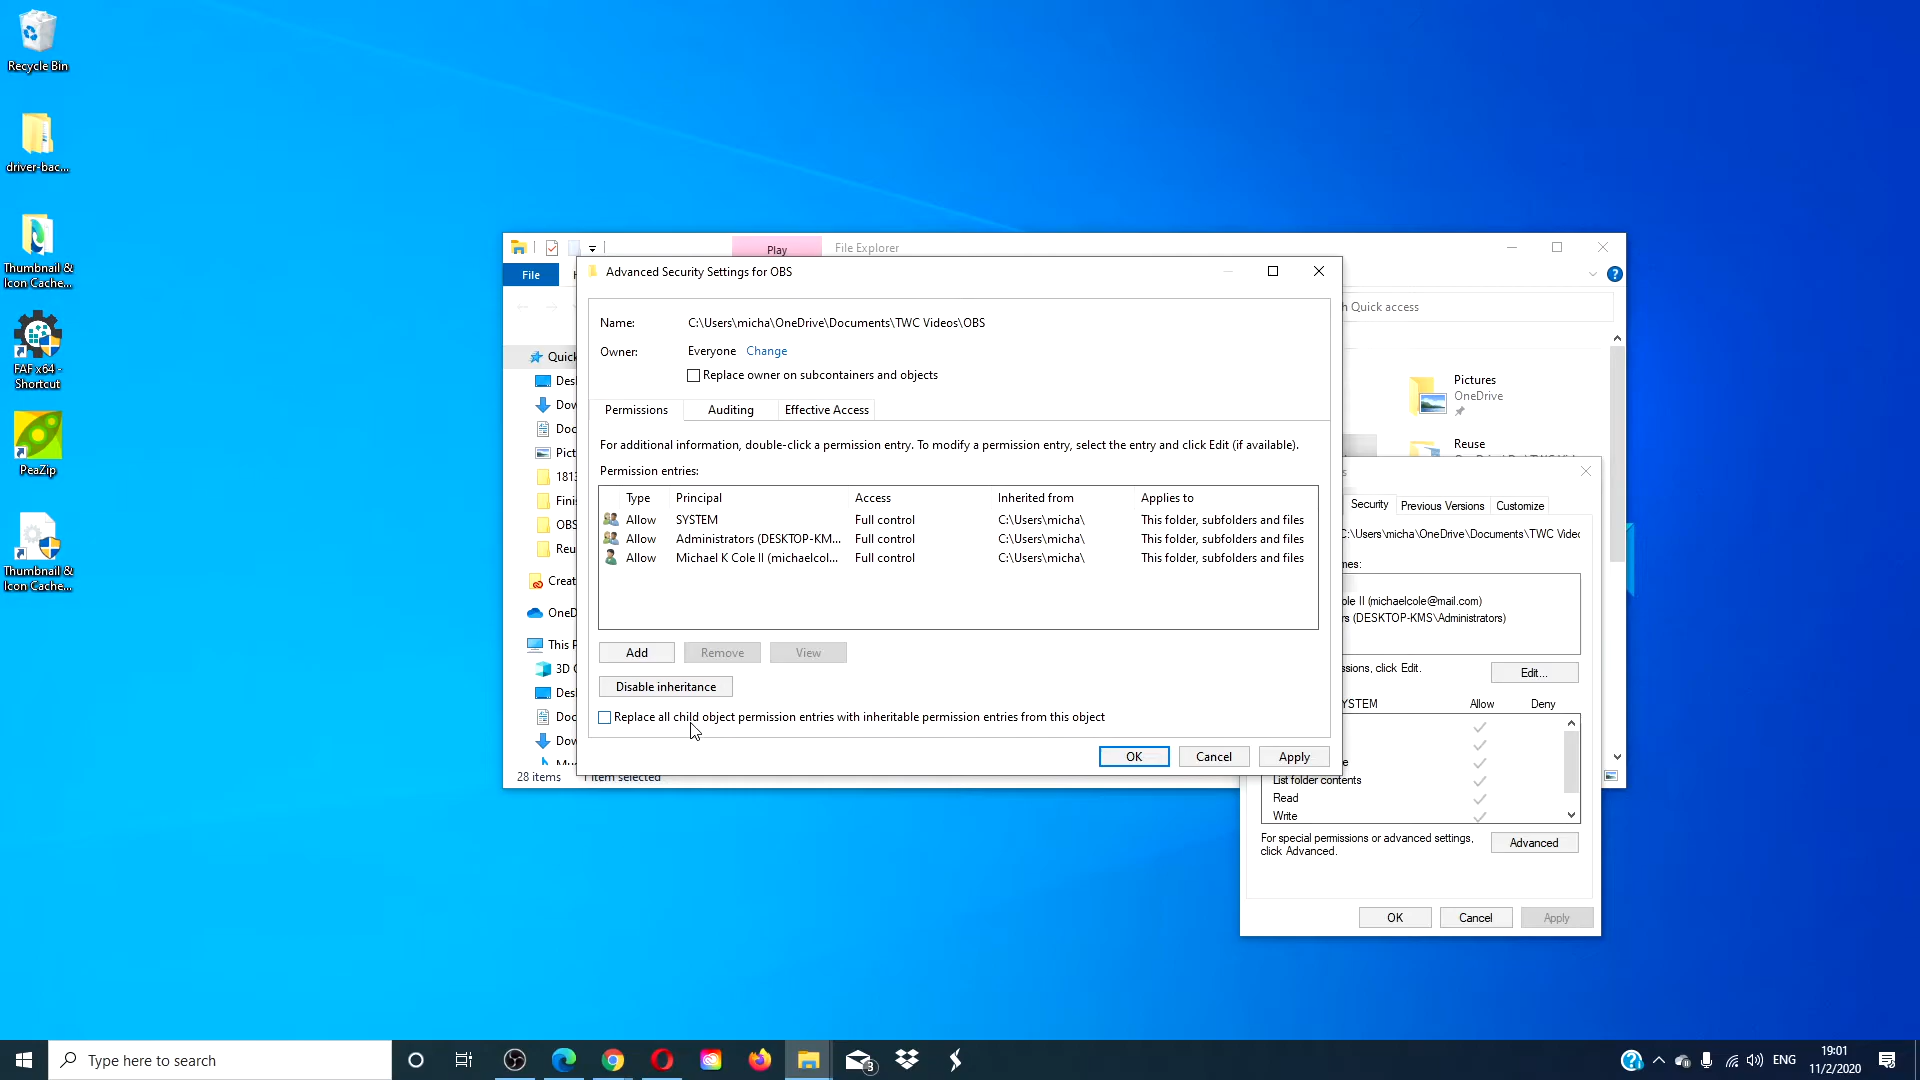 Recycle Bin
driver-bac...
Thumbnail &
Icon Cache...
FAF x64 -
Shortcut
PeaZip
Thumbnail &
Icon Cache...
Play
File Explorer
File
Quick access
Quick
Pictures
OneDrive
Reuse
1813
28 items
1 item selected
Advanced Security Settings for OBS
Name: C:\Users\micha\OneDrive\Documents\TWC Videos\OBS
Owner: Everyone Change
Replace owner on subcontainers and objects
Permissions Auditing Effective Access
For additional information, double-click a permission entry. To modify a permission entry, select the entry and click Edit (if available).
Permission entries:
Type Principal Access Inherited from Applies to
Allow SYSTEM Full control C:\Users\micha\ This folder, subfolders and files
Allow Administrators (DESKTOP-KM... Full control C:\Users\micha\ This folder, subfolders and files
Allow Michael K Cole II (michaelcol... Full control C:\Users\micha\ This folder, subfolders and files
Add Remove View
Disable inheritance
Replace all child object permission entries with inheritable permission entries from this object
OK Cancel Apply
Security Previous Versions Customize
C:\Users\micha\OneDrive\Documents\TWC Videc
mes:
ole II (michaelcole@mail.com)
rs (DESKTOP-KMS\Administrators)
ssions, click Edit.
Edit...
YSTEM Allow Deny
List folder contents
Read
Write
For special permissions or advanced settings,
click Advanced.
Advanced
OK Cancel Apply
Type here to search
3
ENG
19:01
11/2/2020